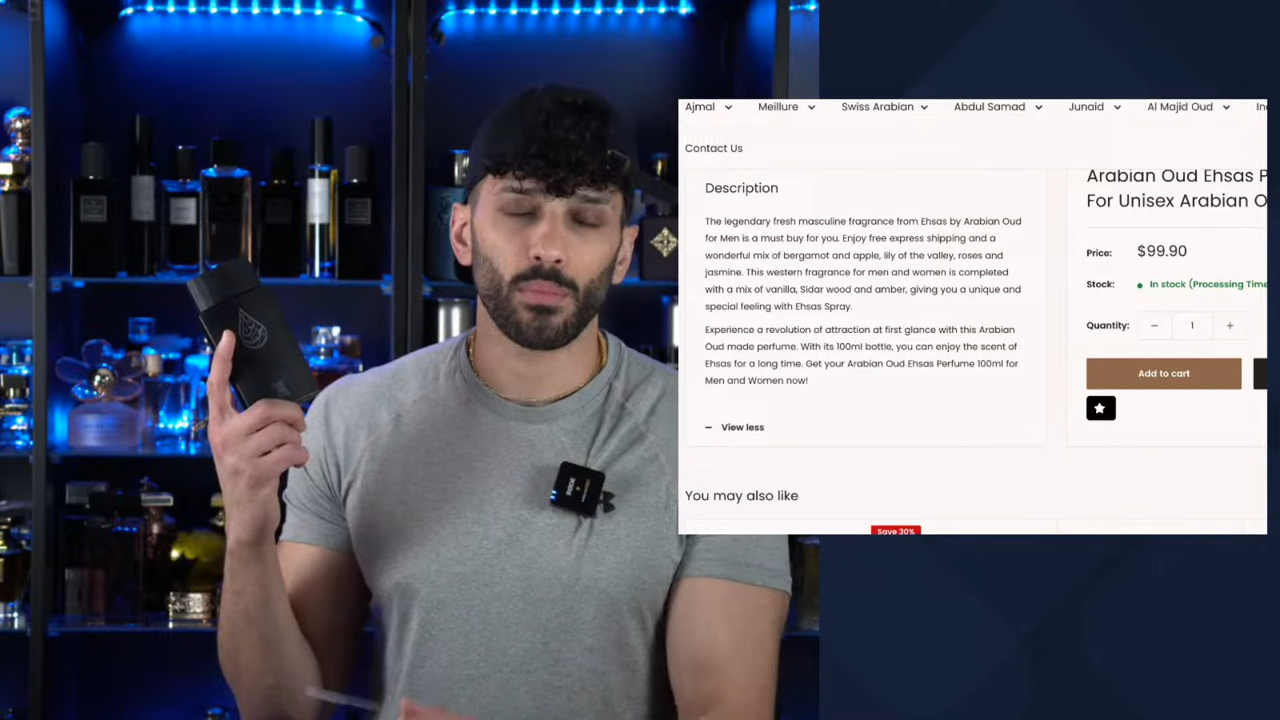 Ajmal
Meillure
Swiss Arabian
Abdul Samad
Junaid
Al Majid Oud
Contact Us
Description
The legendary fresh masculine fragrance from Ehsas by Arabian Oud
for Men is a must buy for you. Enjoy free express shipping and a
wonderful mix of bergamot and apple, lily of the valley, roses and
jasmine. This western fragrance for men and women is completed
with a mix of vanilla, Sidar wood and amber, giving you a unique and
special feeling with Ehsas Spray.
Experience a revolution of attraction at first glance with this Arabian
Oud made perfume. With its 100ml bottle, you can enjoy the scent of
Ehsas for a long time. Get your Arabian Oud Ehsas Perfume 100ml for
Men and Women now!
View less
Arabian Oud Ehsas P
For Unisex Arabian O
Price: $99.90
Stock: In stock (Processing Time
Quantity: 1
Add to cart
You may also like
Save 30%
RØDE